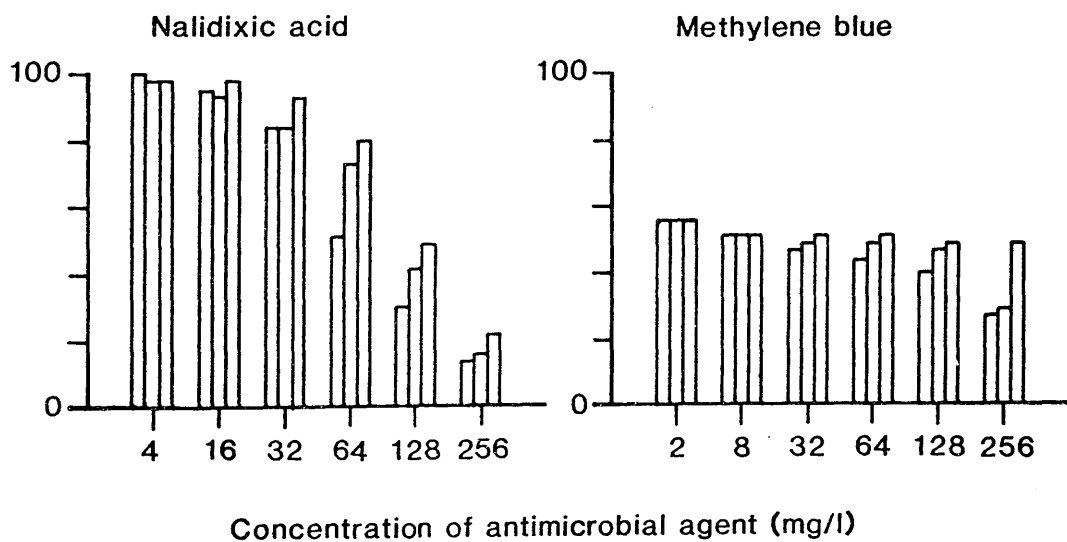 Nalidixic acid
100
0
4 16 32 64 128 256
Methylene blue
100
0
2 8 32 64 128 256
Concentration of antimicrobial agent (mg/l)